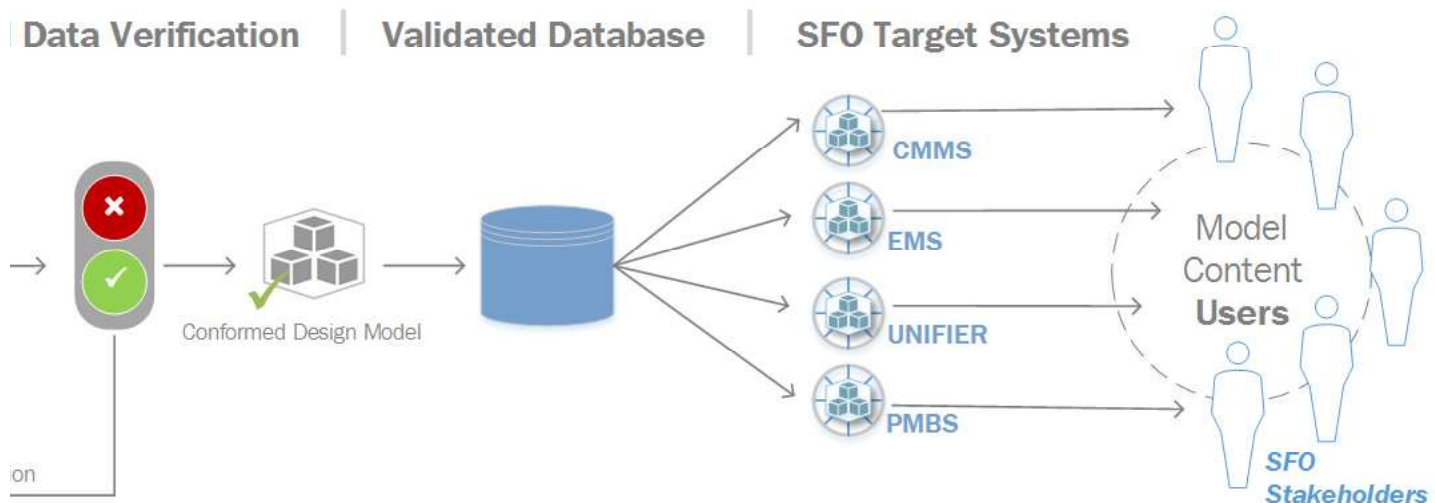 Data Verification
Validated Database
SFO Target Systems
CMMS
EMS
UNIFIER
PMBS
Conformed Design Model
Model
Content
Users
SFO
Stakeholders